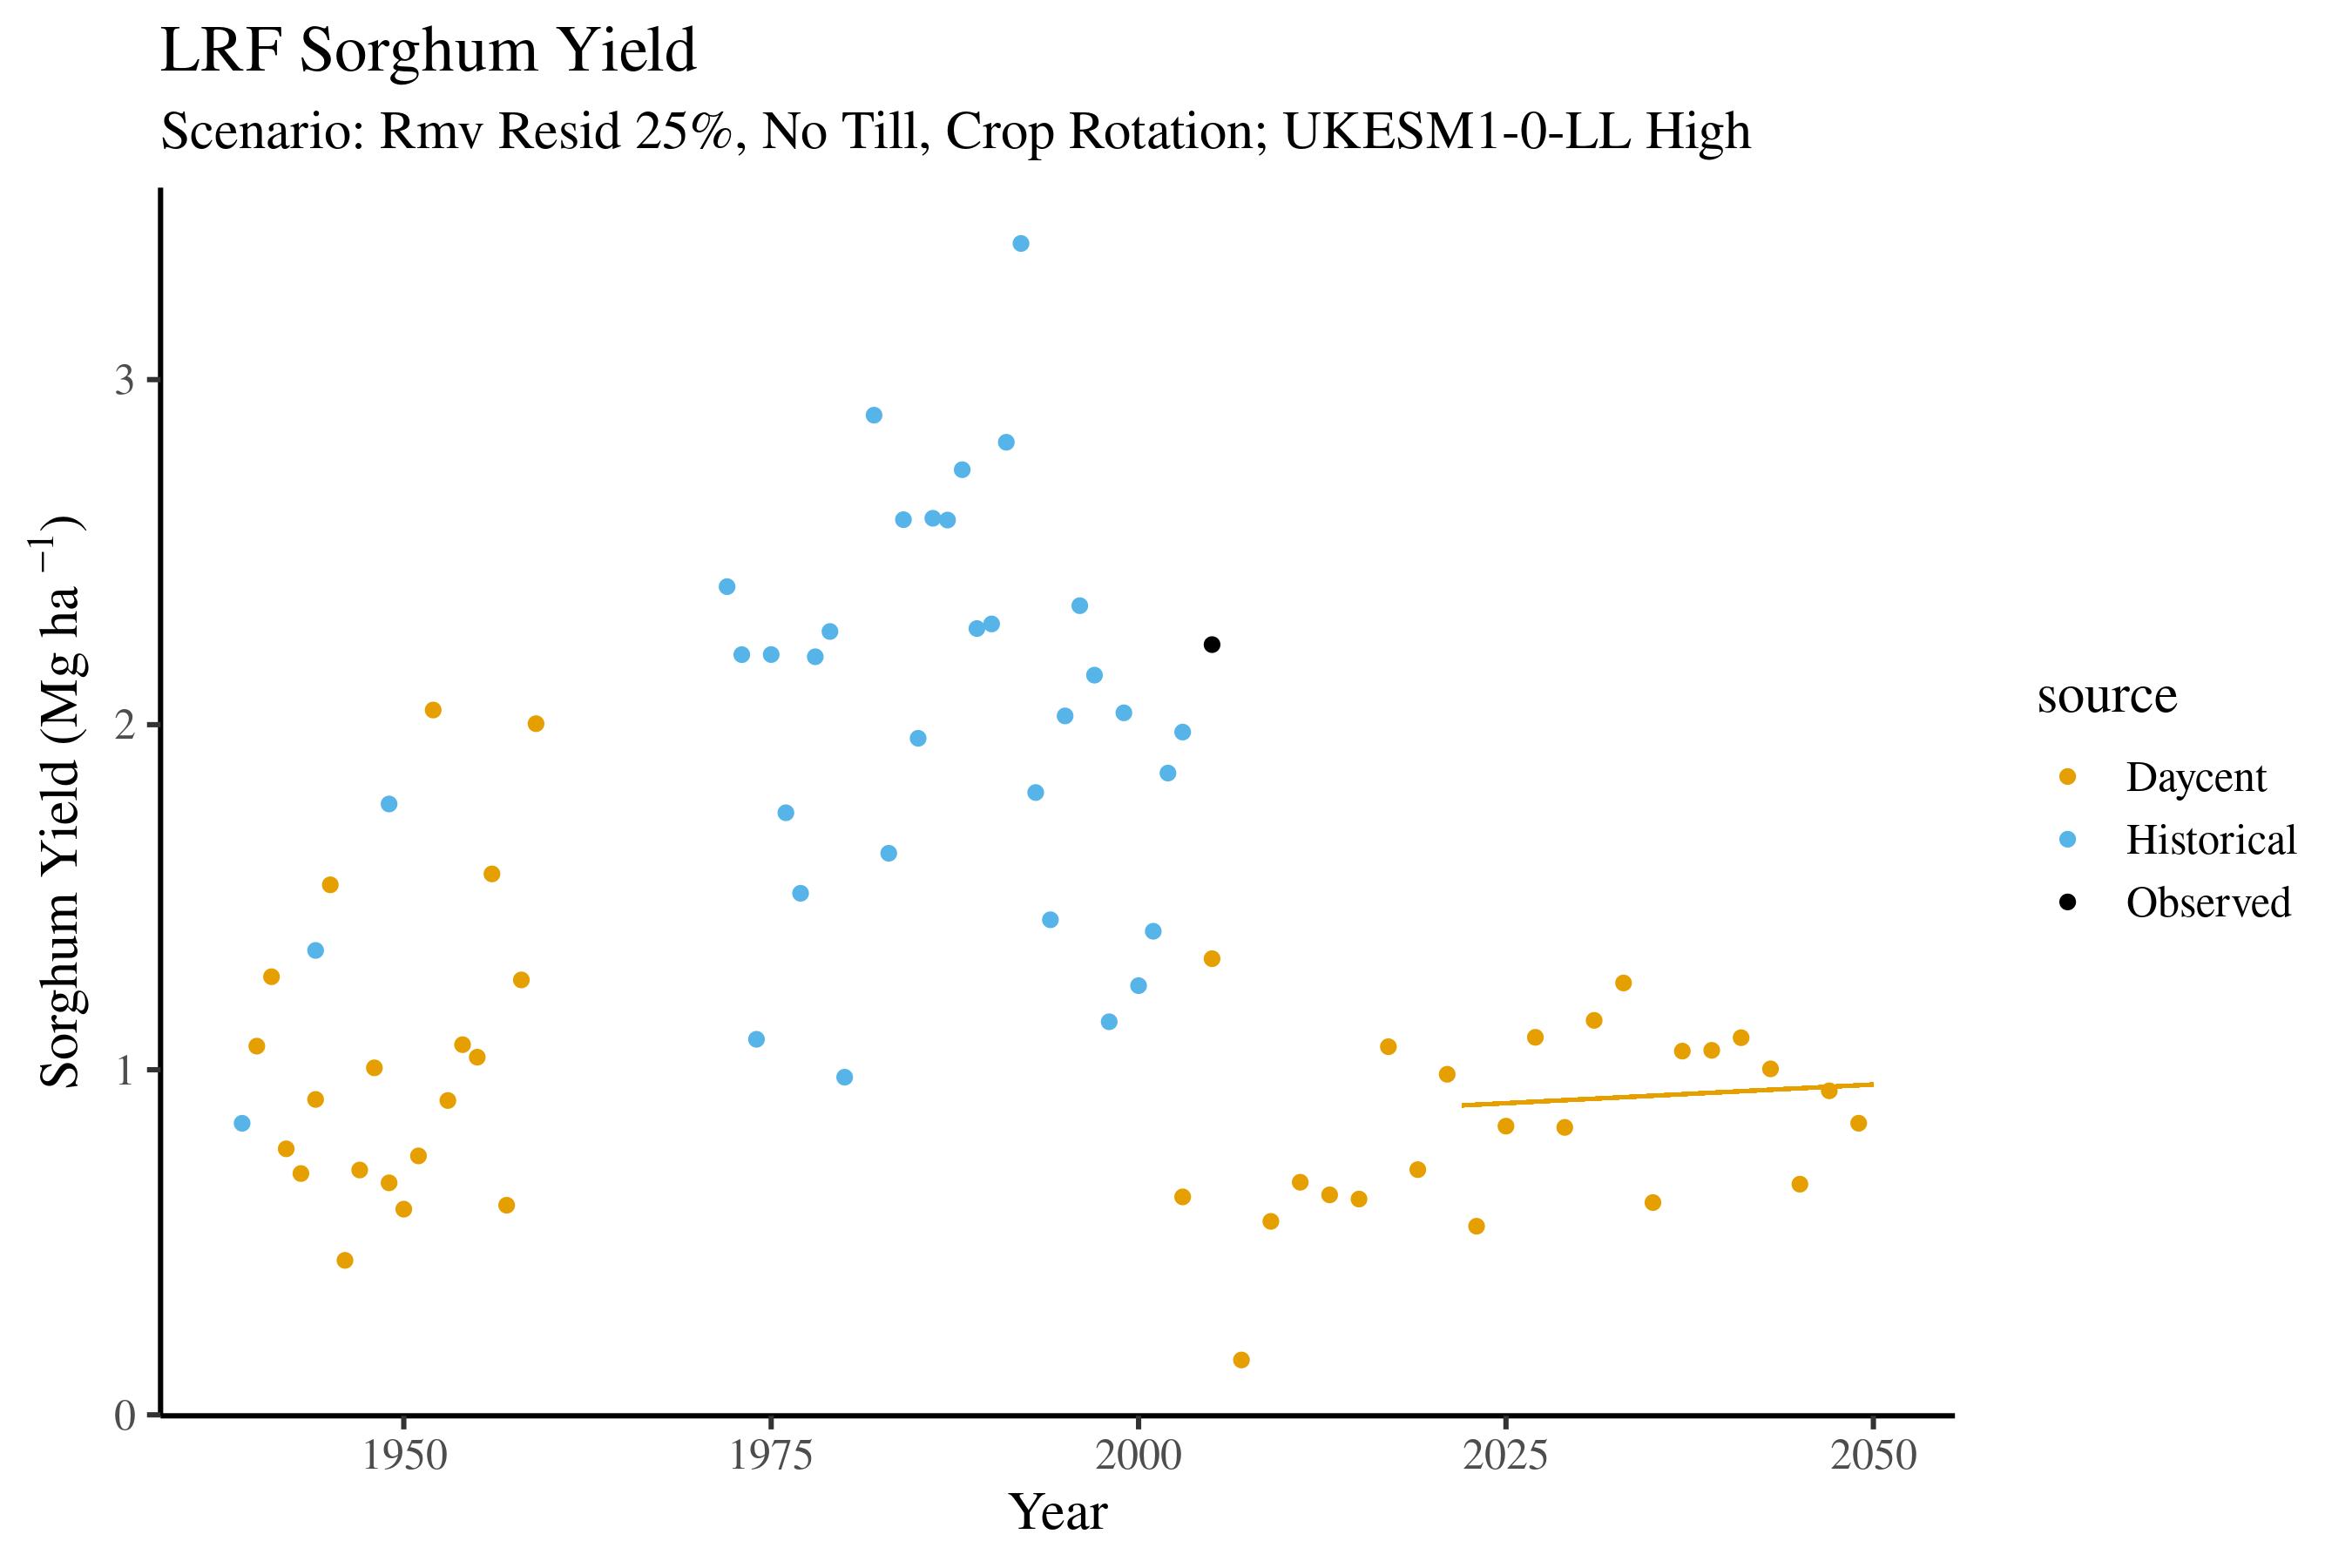 LRF Sorghum Yield
Scenario: Rmv Resid 25%, No Till, Crop Rotation; UKESM1-0-LL High
Sorghum Yield (Mg ha −1)
3
2
1
0
1950 1975 2000 2025 2050
Year
source
Daycent
Historical
Observed